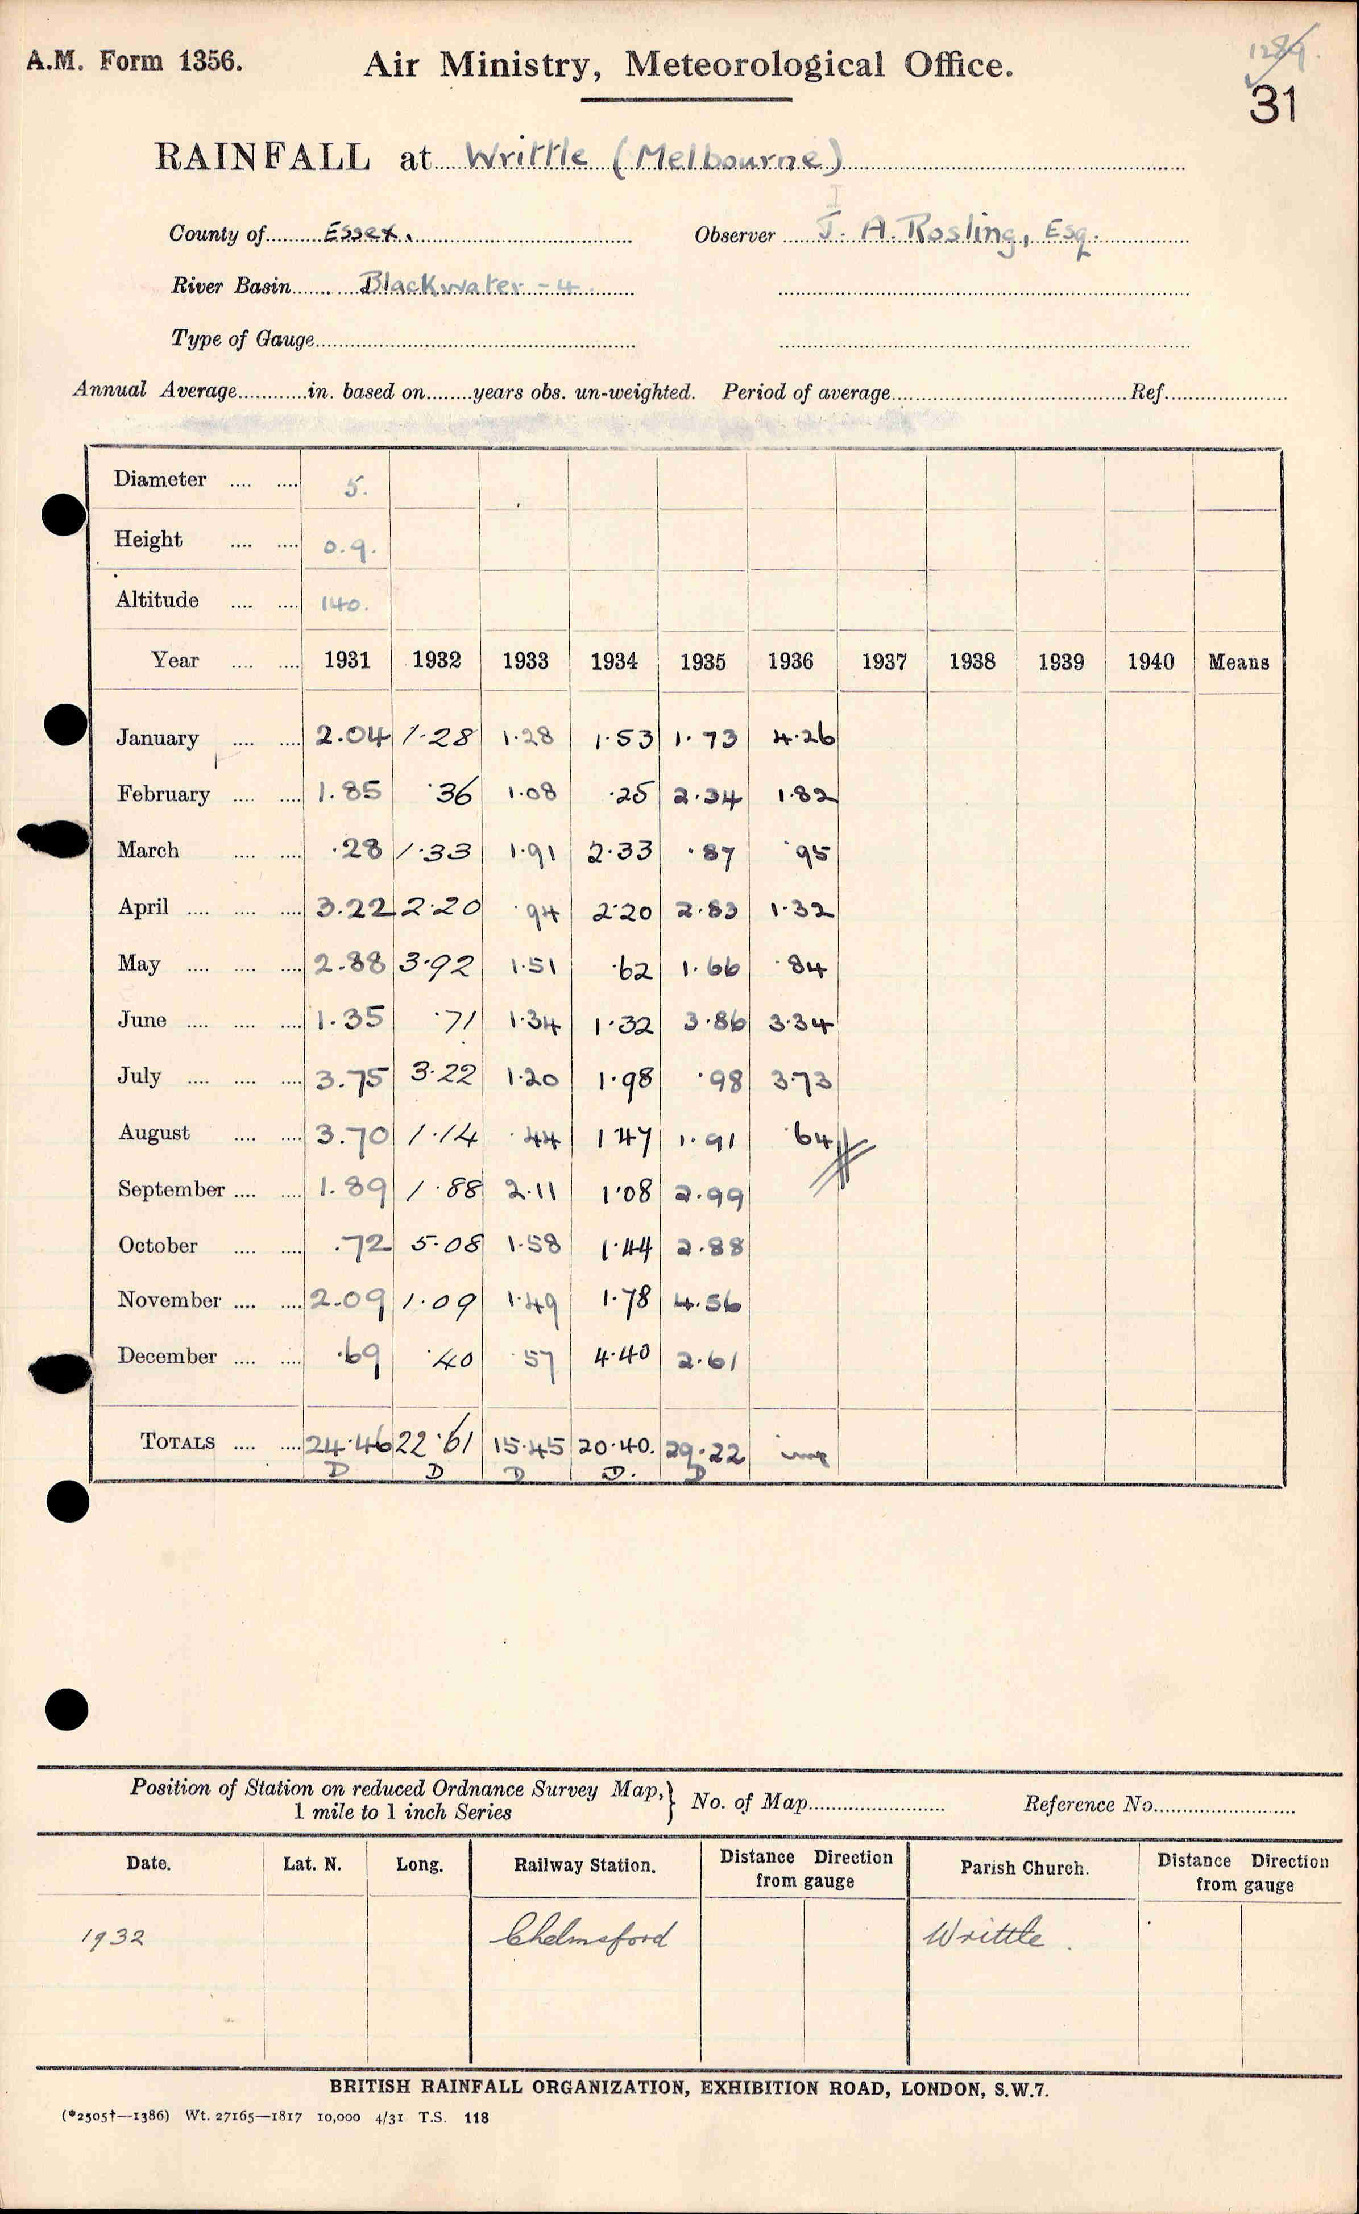 A.M. Form 1356.
Air Ministry, Meteorological Office.
1289.
31
RAINFALL at Writtle (Melbourne)
County of Essex. Observer J. A. Rosling, Esq.
River Basin Blackwater - 4
Type of Gauge
Annual Average in. based on years obs. un-weighted. Period of average Ref.
Diameter 5.
Height 0.9.
Altitude 140.
Year 1931 1932 1933 1934 1935 1936 1937 1938 1939 1940 Means
January 2.04 1.28 1.28 1.53 1.73 4.26
February 1.85 .36 1.08 .25 2.34 1.82
March .28 1.33 1.91 2.33 .87 .95
April 3.22 2.20 .94 2.20 2.83 1.32
May 2.88 3.92 1.51 .62 1.66 .84
June 1.35 .71 1.34 1.32 3.86 3.34
July 3.75 3.22 1.20 1.98 .98 3.73
August 3.70 1.14 .44 1.47 1.91 .64
September 1.89 1.88 2.11 1.08 2.99
October .72 5.08 1.58 1.44 2.88
November 2.09 1.09 1.49 1.78 4.56
December .69 .40 .57 4.40 2.61
TOTALS 24.46 22.61 15.45 20.40. 29.22
D D D D. D
Position of Station on reduced Ordnance Survey Map,} No. of Map Reference No.
1 mile to 1 inch Series
Date. Lat. N. Long. Railway Station. Distance Direction from gauge Parish Church. Distance Direction from gauge
1932 Chelmsford Writtle.
BRITISH RAINFALL ORGANIZATION, EXHIBITION ROAD, LONDON, S.W.7.
(*2505†—1386) Wt. 27165—1817 10,000 4/31 T.S. 118